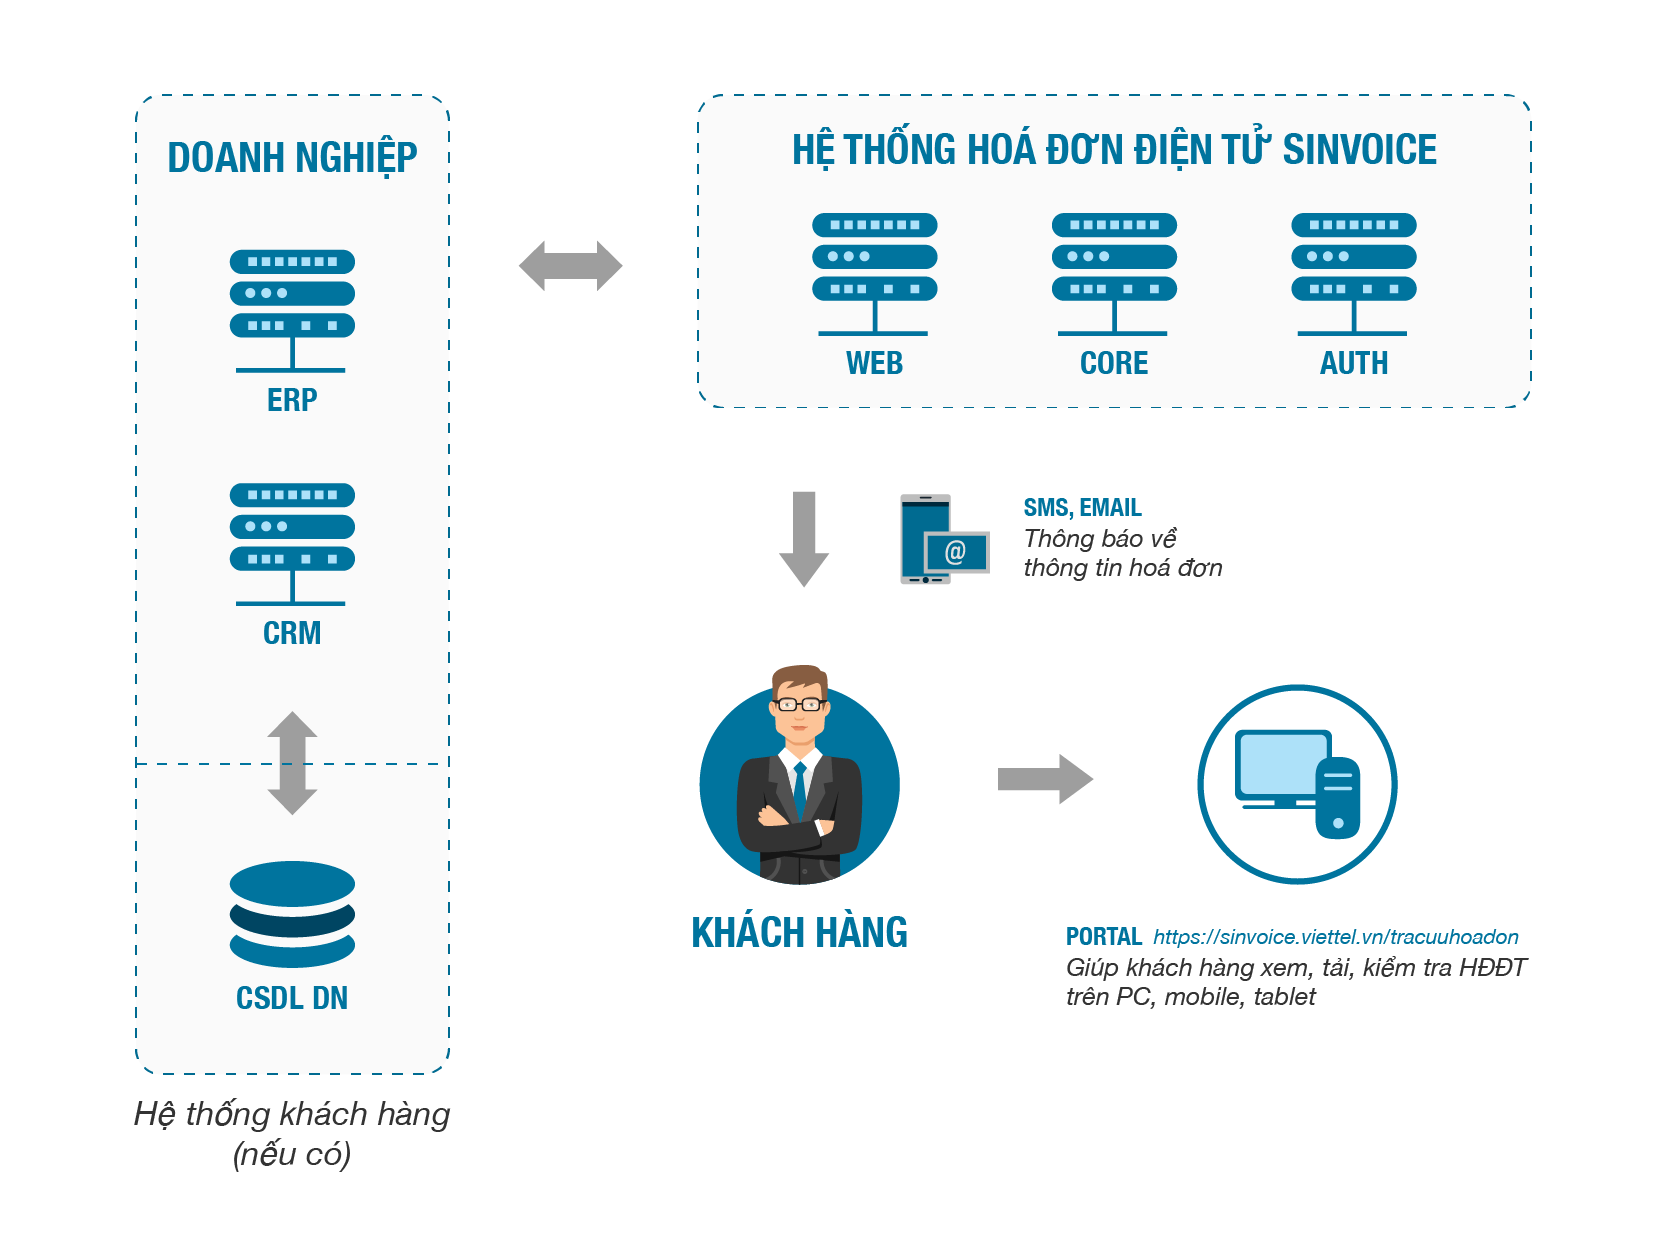 DOANH NGHIỆP
ERP
CRM
CSDL DN
Hệ thống khách hàng
(nếu có)
HỆ THỐNG HOÁ ĐƠN ĐIỆN TỬ SINVOICE
WEB
CORE
AUTH
@
SMS, EMAIL
Thông báo về
thông tin hoá đơn
KHÁCH HÀNG
PORTAL https://sinvoice.viettel.vn/tracuuhoadon
Giúp khách hàng xem, tải, kiểm tra HĐĐT
trên PC, mobile, tablet